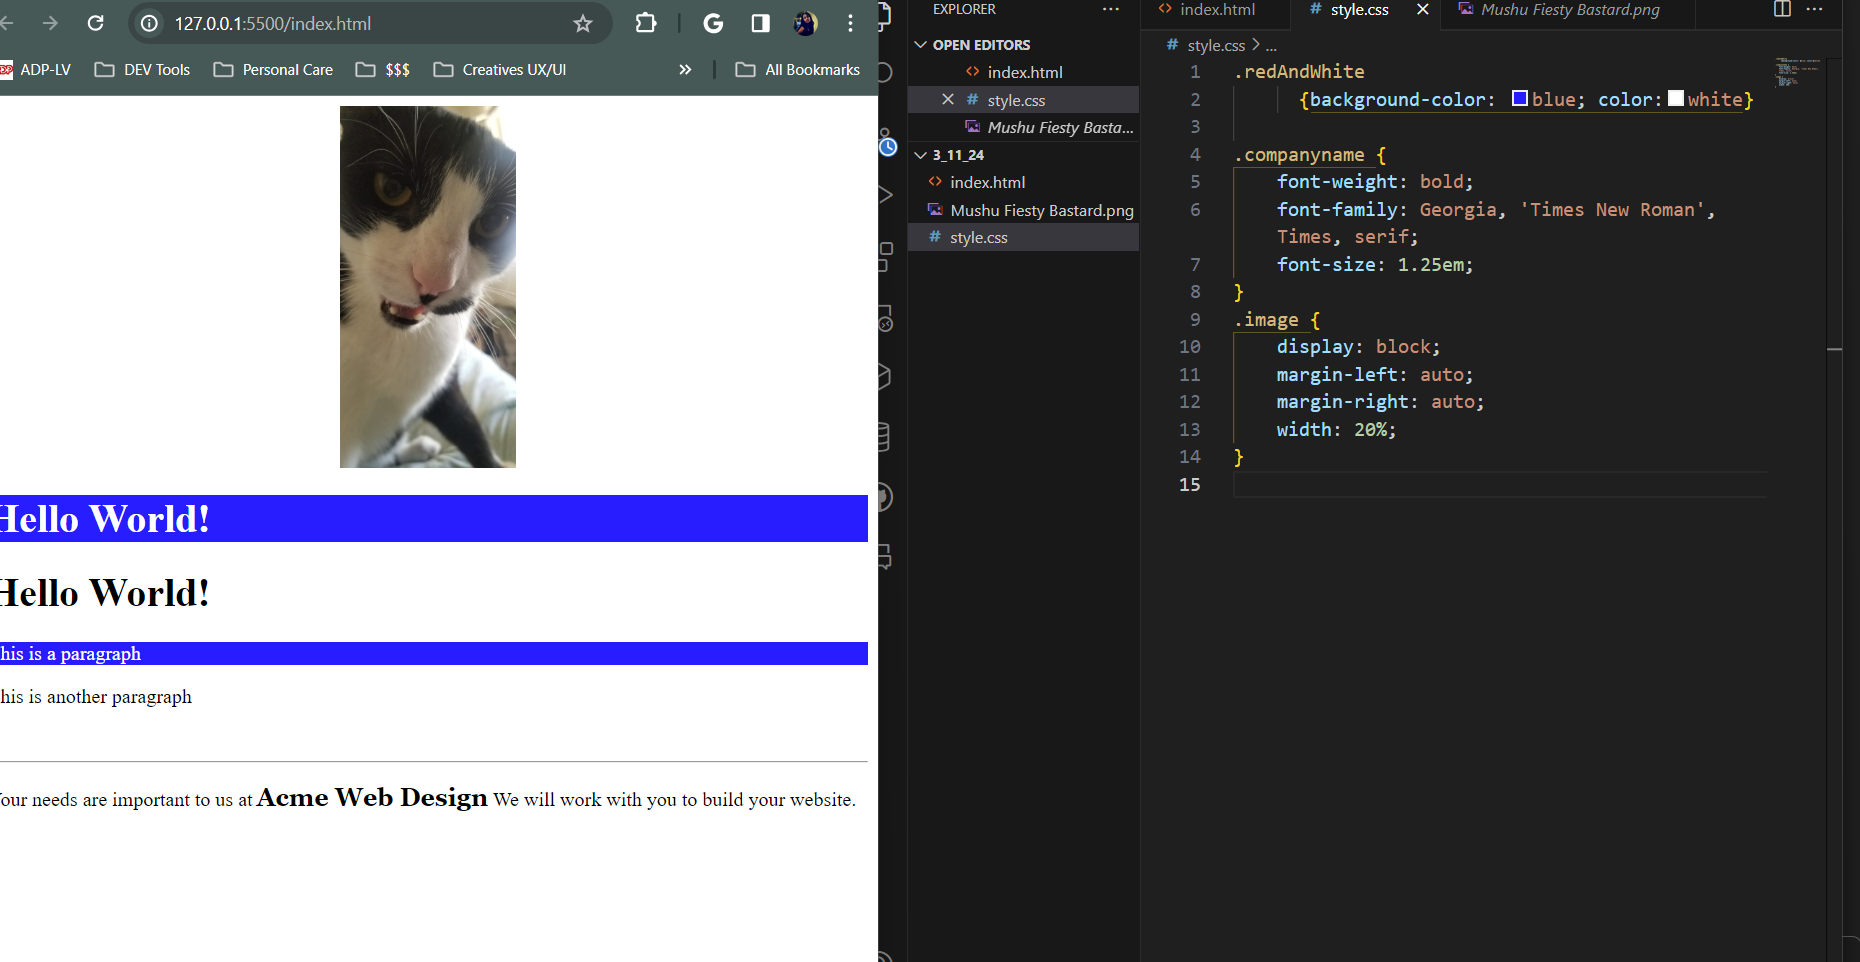 127.0.0.1:5500/index.html
ADP-LV DEV Tools Personal Care $$$ Creatives UX/UI » All Bookmarks
Hello World!
Hello World!
his is a paragraph
his is another paragraph
our needs are important to us at Acme Web Design We will work with you to build your website.
EXPLORER ···
OPEN EDITORS
index.html
style.css
Mushu Fiesty Basta...
3_11_24
index.html
Mushu Fiesty Bastard.png
style.css
index.html # style.css Mushu Fiesty Bastard.png ···
# style.css > ...
1 .redAndWhite
2 {background-color: blue; color: white}
3
4 .companyname {
5 font-weight: bold;
6 font-family: Georgia, 'Times New Roman',
Times, serif;
7 font-size: 1.25em;
8 }
9 .image {
10 display: block;
11 margin-left: auto;
12 margin-right: auto;
13 width: 20%;
14 }
15